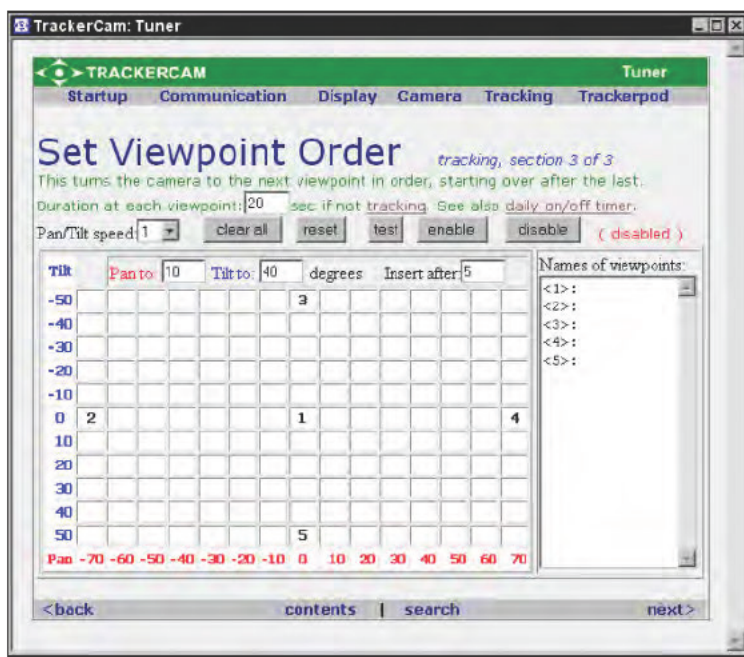 TrackerCam: Tuner
TRACKERCAM Tuner
Startup Communication Display Camera Tracking Trackerpod
Set Viewpoint Order tracking, section 3 of 3
This turns the camera to the next viewpoint in order, starting over after the last.
Duration at each viewpoint: 20 sec if not tracking. See also daily on/off timer.
Pan/Tilt speed: 1 clear all reset test enable disable ( disabled )
Tilt Pan to: 10 Tilt to: 40 degrees Insert after: 5 Names of viewpoints:
-50 3 <1>:
-40 <2>:
-30 <3>:
-20 <4>:
-10 <5>:
0 2 1 4
10
20
30
40
50 5
Pan -70 -60 -50 -40 -30 -20 -10 0 10 20 30 40 50 60 70
<back contents | search next>